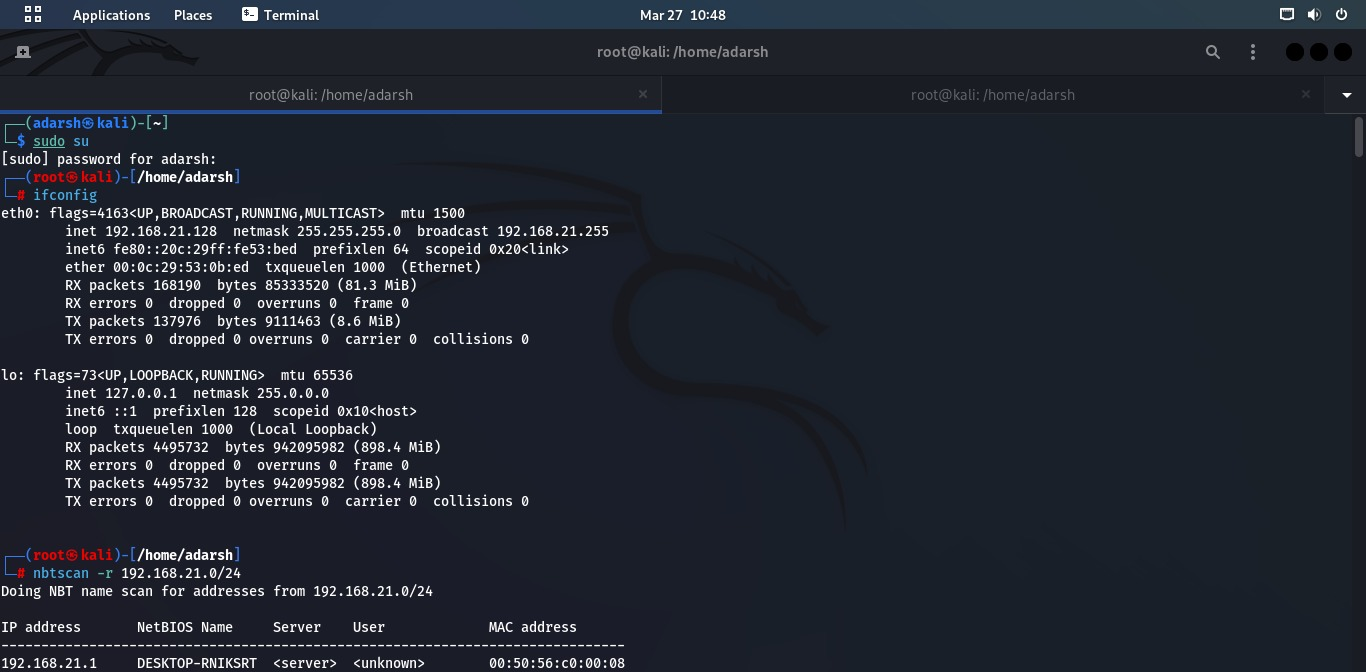 Applications Places Terminal Mar 27 10:48
root@kali: /home/adarsh
root@kali: /home/adarsh × root@kali: /home/adarsh ×
┌──(adarsh㉿kali)-[~]
└─$ sudo su
[sudo] password for adarsh:
┌──(root㉿kali)-[/home/adarsh]
└─# ifconfig
eth0: flags=4163<UP,BROADCAST,RUNNING,MULTICAST>  mtu 1500
        inet 192.168.21.128  netmask 255.255.255.0  broadcast 192.168.21.255
        inet6 fe80::20c:29ff:fe53:bed  prefixlen 64  scopeid 0x20<link>
        ether 00:0c:29:53:0b:ed  txqueuelen 1000  (Ethernet)
        RX packets 168190  bytes 85333520 (81.3 MiB)
        RX errors 0  dropped 0  overruns 0  frame 0
        TX packets 137976  bytes 9111463 (8.6 MiB)
        TX errors 0  dropped 0 overruns 0  carrier 0  collisions 0
lo: flags=73<UP,LOOPBACK,RUNNING>  mtu 65536
        inet 127.0.0.1  netmask 255.0.0.0
        inet6 ::1  prefixlen 128  scopeid 0x10<host>
        loop  txqueuelen 1000  (Local Loopback)
        RX packets 4495732  bytes 942095982 (898.4 MiB)
        RX errors 0  dropped 0  overruns 0  frame 0
        TX packets 4495732  bytes 942095982 (898.4 MiB)
        TX errors 0  dropped 0 overruns 0  carrier 0  collisions 0
┌──(root㉿kali)-[/home/adarsh]
└─# nbtscan -r 192.168.21.0/24
Doing NBT name scan for addresses from 192.168.21.0/24
IP address       NetBIOS Name     Server    User             MAC address
------------------------------------------------------------------------------
192.168.21.1     DESKTOP-RNIKSRT  <server>  <unknown>        00:50:56:c0:00:08